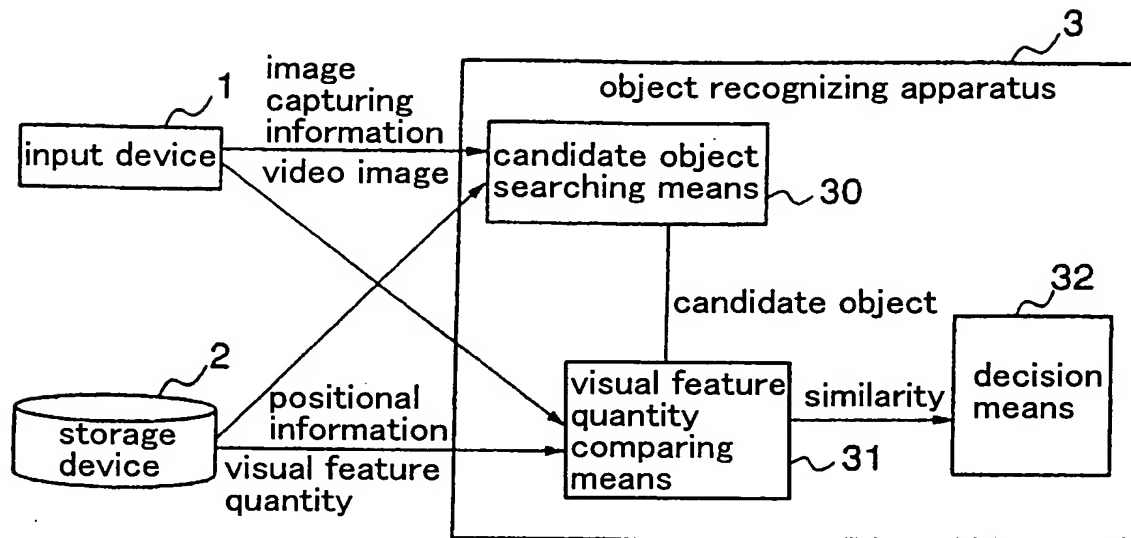 3
object recognizing apparatus
image
capturing
information
video image
1
input device
candidate object
searching means
30
candidate object
32
decision
means
2
storage
device
positional
information
visual feature
quantity
visual feature
quantity
comparing
means
31
similarity